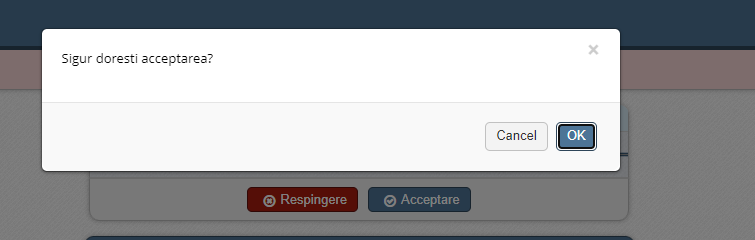 Sigur doresti acceptarea?
×
Cancel OK
Respingere Acceptare